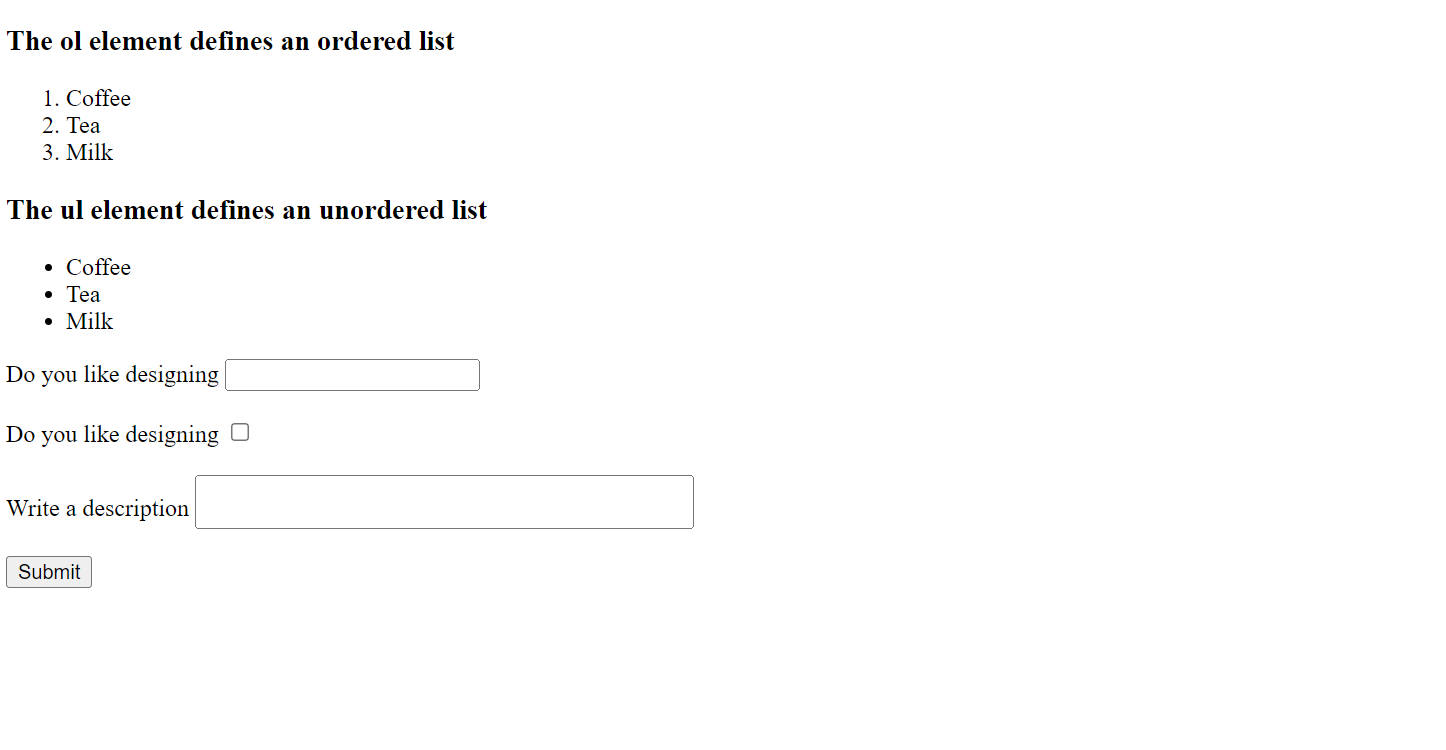 The ol element defines an ordered list
1. Coffee
2. Tea
3. Milk
The ul element defines an unordered list
• Coffee
• Tea
• Milk
Do you like designing
Do you like designing
Write a description
Submit